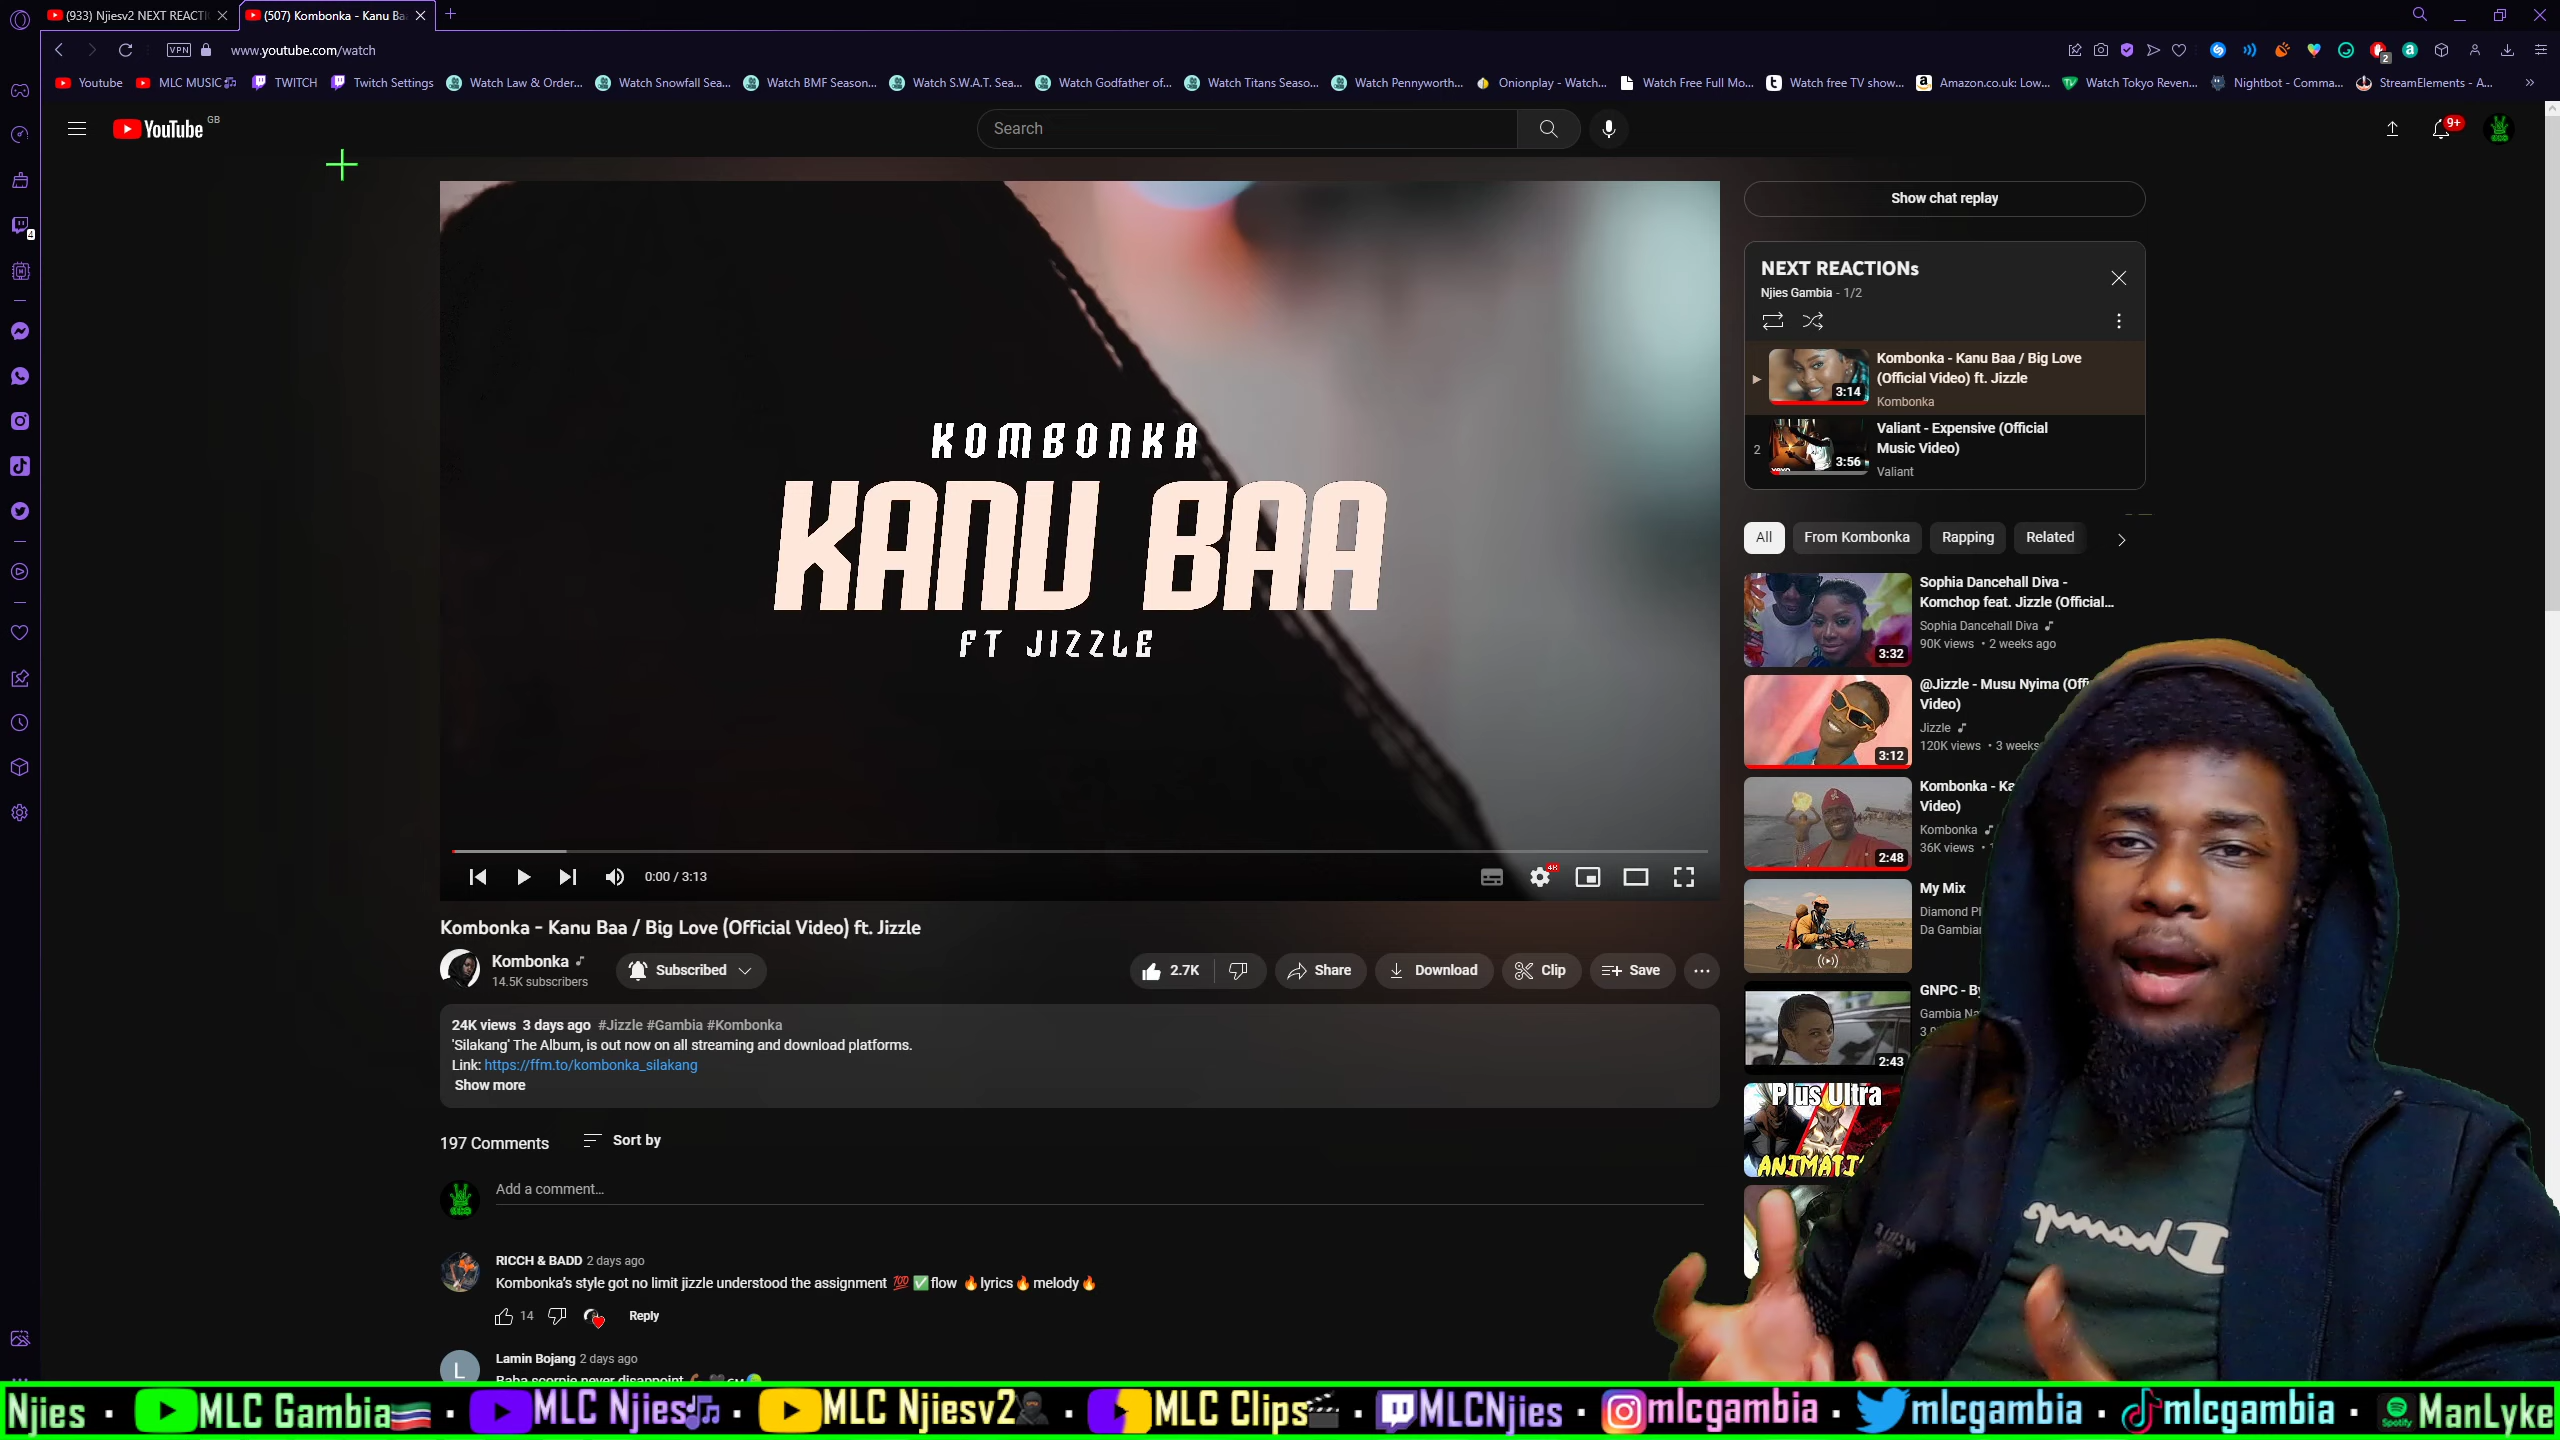 (933) Njiesv2 NEXT REACTI
(507) Kombonka - Kanu Ba
VPN
www.youtube.com/watch
2
Youtube
MLC MUSIC
TWITCH
Twitch Settings
Watch Law & Order...
Watch Snowfall Sea...
Watch BMF Season...
Watch S.W.A.T. Sea...
Watch Godfather of...
Watch Titans Seaso...
Watch Pennyworth...
Onionplay - Watch...
Watch Free Full Mo...
Watch free TV show...
Amazon.co.uk: Low...
Watch Tokyo Reven...
Nightbot - Comma...
StreamElements - A...
YouTube GB
Search
9+
4
KOMBONKA
KANU BAA
FT JIZZLE
0:00 / 3:13
4K
Kombonka - Kanu Baa / Big Love (Official Video) ft. Jizzle
Kombonka
14.5K subscribers
Subscribed
2.7K
Share
Download
Clip
Save
24K views 3 days ago #Jizzle #Gambia #Kombonka
'Silakang' The Album, is out now on all streaming and download platforms.
Link: https://ffm.to/kombonka_silakang
Show more
197 Comments
Sort by
Add a comment...
RICCH & BADD 2 days ago
Kombonka's style got no limit jizzle understood the assignment 💯 ✅flow 🔥lyrics🔥melody🔥
14
Reply
L
Lamin Bojang 2 days ago
Baba scorpie never disappoint
Show chat replay
NEXT REACTIONs
Njies Gambia - 1/2
3:14
Kombonka - Kanu Baa / Big Love
(Official Video) ft. Jizzle
Kombonka
2
3:56
Valiant - Expensive (Official
Music Video)
Valiant
All
From Kombonka
Rapping
Related
3:32
Sophia Dancehall Diva -
Komchop feat. Jizzle (Official...
Sophia Dancehall Diva
90K views • 2 weeks ago
3:12
@Jizzle - Musu Nyima (Offi
Video)
Jizzle
120K views • 3 weeks
2:48
Kombonka - Ka
Video)
Kombonka
36K views •
My Mix
Diamond Pl
Da Gambian
2:43
GNPC - By
Gambia Na
3.9
Plus Ultra
ANIMATI
Champ
Njies · MLC Gambia · MLC Njies · MLC Njiesv2 · MLC Clips · MLCNjies · mlcgambia · mlcgambia · mlcgambia · Spotify ManLyke